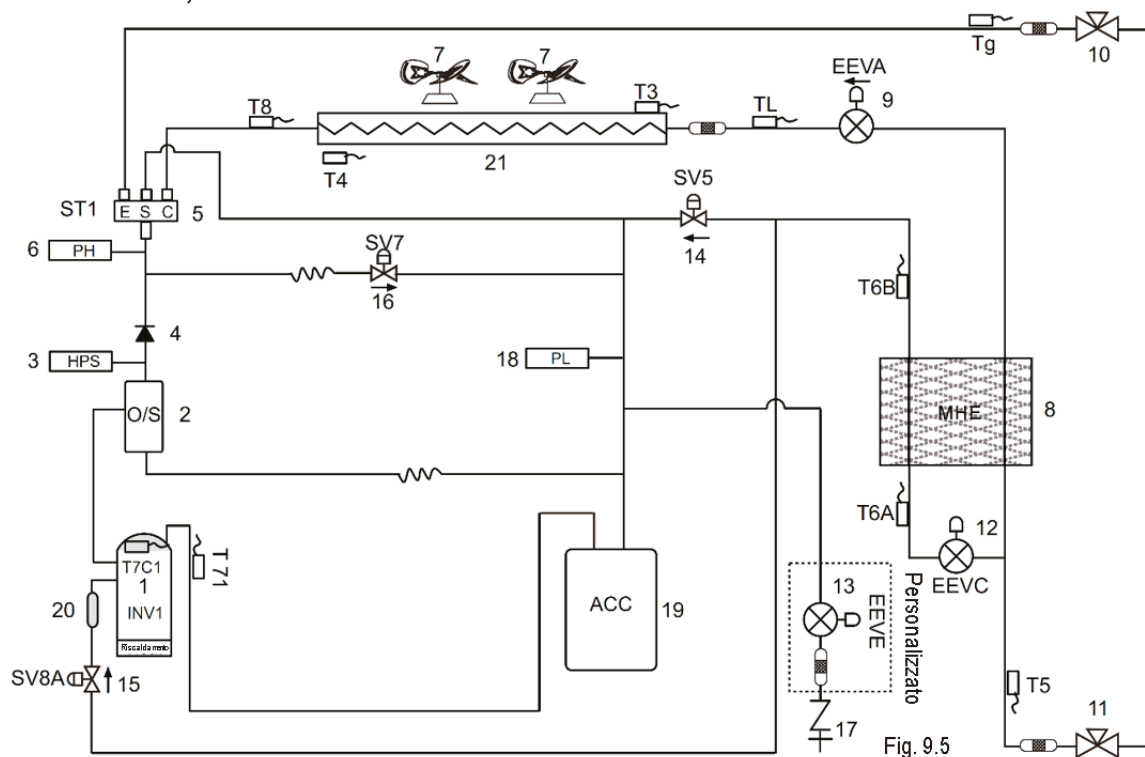 Tg
10
7
7
EEVA
T8
T3
TL
9
T4
21
SV5
ST1
E S C
5
6
PH
SV7
14
16
T6B
4
3
HPS
18
PL
O/S
2
MHE
8
T6A
12
EEVC
T7C1
1
INV1
Riscaldamento
T71
20
ACC
19
13
EEVE
Personalizzato
SV8A
15
T5
17
11
Fig. 9.5